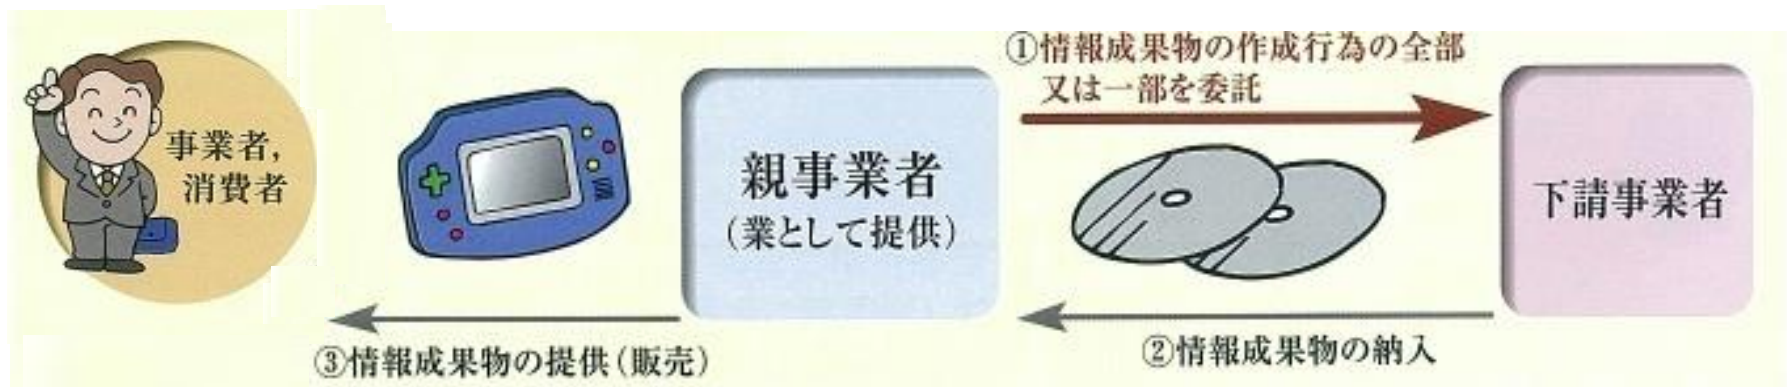 事業者,
消費者
親事業者
(業として提供)
①情報成果物の作成行為の全部
又は一部を委託
下請事業者
②情報成果物の納入
③情報成果物の提供(販売)